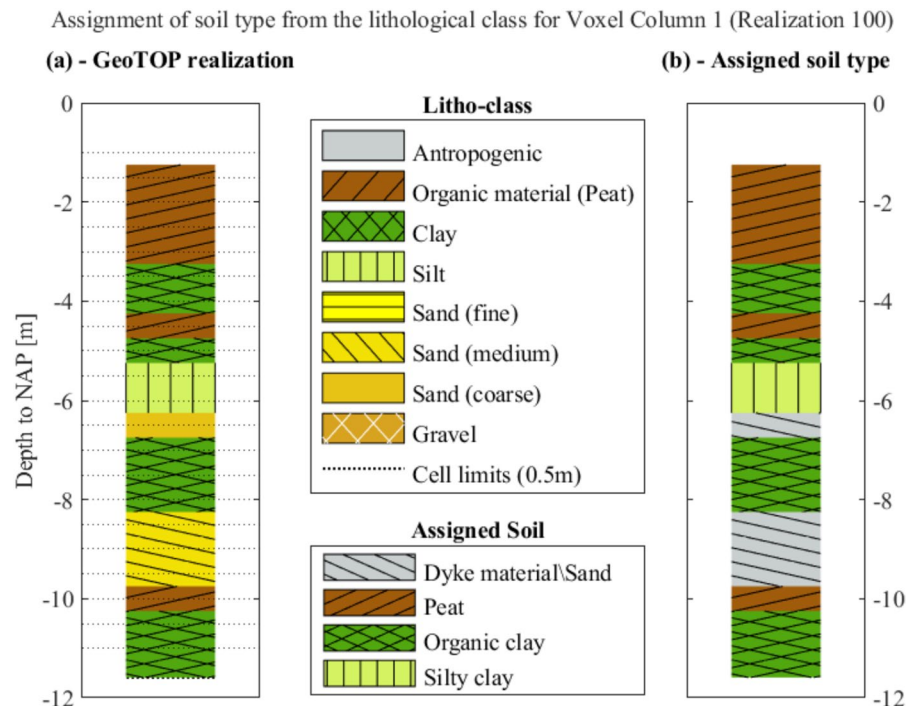 Assignment of soil type from the lithological class for Voxel Column 1 (Realization 100)
(a) - GeoTOP realization
(b) - Assigned soil type
Depth to NAP [m]
0
-2
-4
-6
-8
-10
-12
Litho-class
Antropogenic
Organic material (Peat)
Clay
Silt
Sand (fine)
Sand (medium)
Sand (coarse)
Gravel
Cell limits (0.5m)
Assigned Soil
Dyke material\Sand
Peat
Organic clay
Silty clay
0
-2
-4
-6
-8
-10
-12